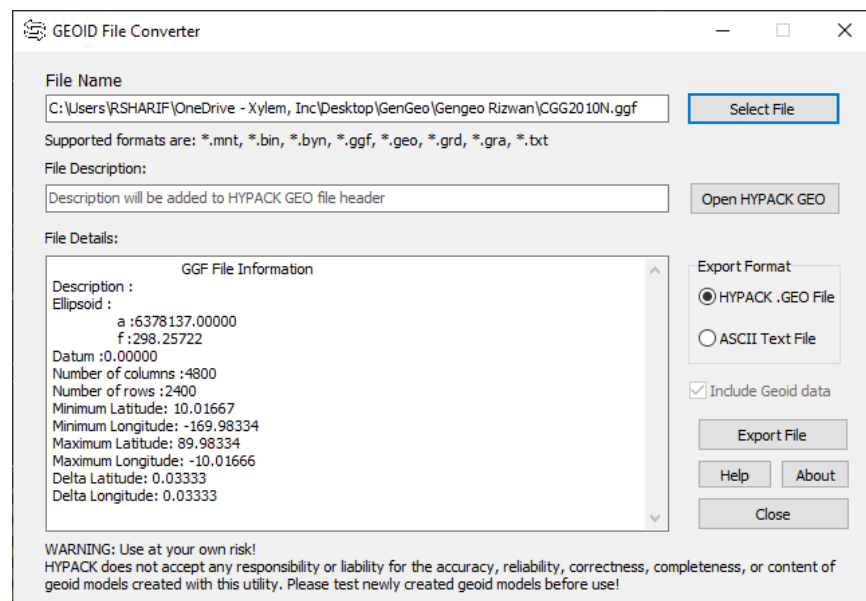 GEOID File Converter
File Name
C:\Users\RSHARIF\OneDrive - Xylem, Inc\Desktop\GenGeo\Gengeo Rizwan\CGG2010N.ggf
Select File
Supported formats are: *.mnt, *.bin, *.byn, *.ggf, *.geo, *.grd, *.gra, *.txt
File Description:
Description will be added to HYPACK GEO file header
Open HYPACK GEO
File Details:
GGF File Information
Description :
Ellipsoid :
a :6378137.00000
f :298.25722
Datum :0.00000
Number of columns :4800
Number of rows :2400
Minimum Latitude: 10.01667
Minimum Longitude: -169.98334
Maximum Latitude: 89.98334
Maximum Longitude: -10.01666
Delta Latitude: 0.03333
Delta Longitude: 0.03333
Export Format
HYPACK .GEO File
ASCII Text File
Include Geoid data
Export File
Help
About
Close
WARNING: Use at your own risk!
HYPACK does not accept any responsibility or liability for the accuracy, reliability, correctness, completeness, or content of
geoid models created with this utility. Please test newly created geoid models before use!